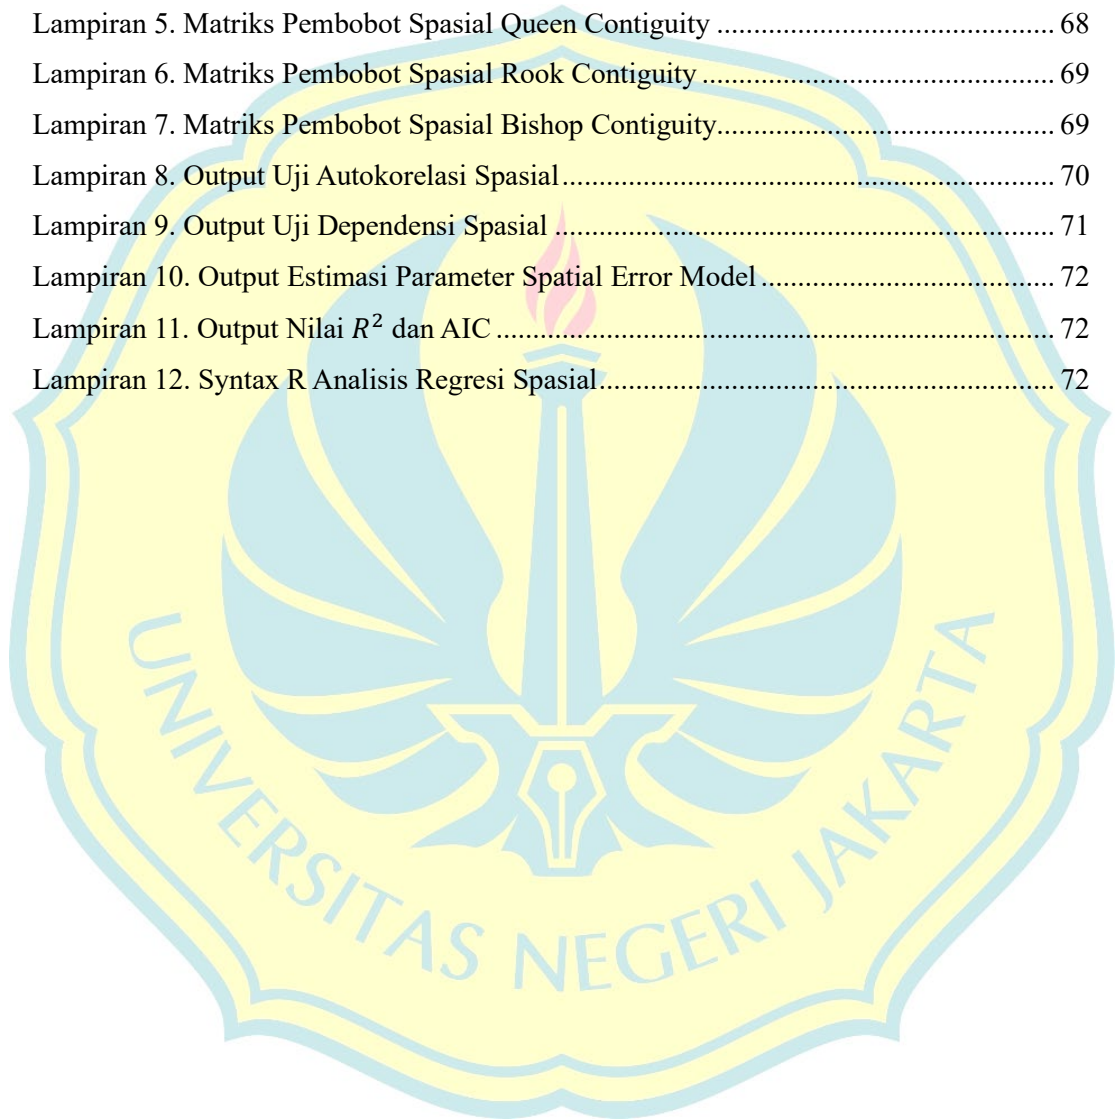 Lampiran 5. Matriks Pembobot Spasial Queen Contiguity ............................................. 68
Lampiran 6. Matriks Pembobot Spasial Rook Contiguity ............................................... 69
Lampiran 7. Matriks Pembobot Spasial Bishop Contiguity............................................. 69
Lampiran 8. Output Uji Autokorelasi Spasial.................................................................. 70
Lampiran 9. Output Uji Dependensi Spasial ................................................................... 71
Lampiran 10. Output Estimasi Parameter Spatial Error Model ....................................... 72
Lampiran 11. Output Nilai R² dan AIC ........................................................................... 72
Lampiran 12. Syntax R Analisis Regresi Spasial............................................................. 72
UNIVERSITAS NEGERI JAKARTA